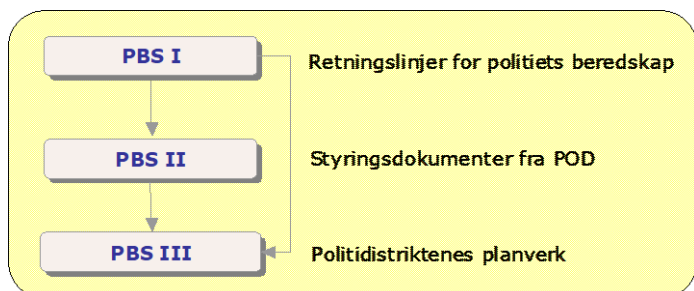 PBS I
Retningslinjer for politiets beredskap
PBS II
Styringsdokumenter fra POD
PBS III
Politidistriktenes planverk